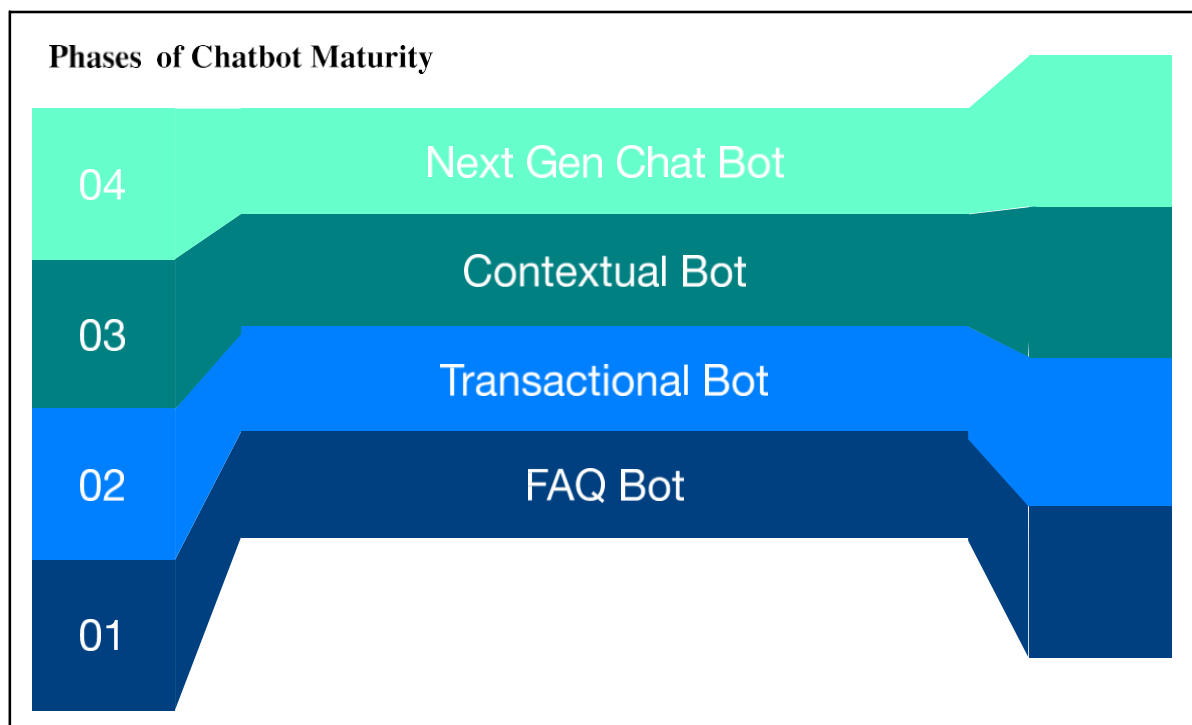 Phases of Chatbot Maturity
04
Next Gen Chat Bot
03
Contextual Bot
02
Transactional Bot
01
FAQ Bot